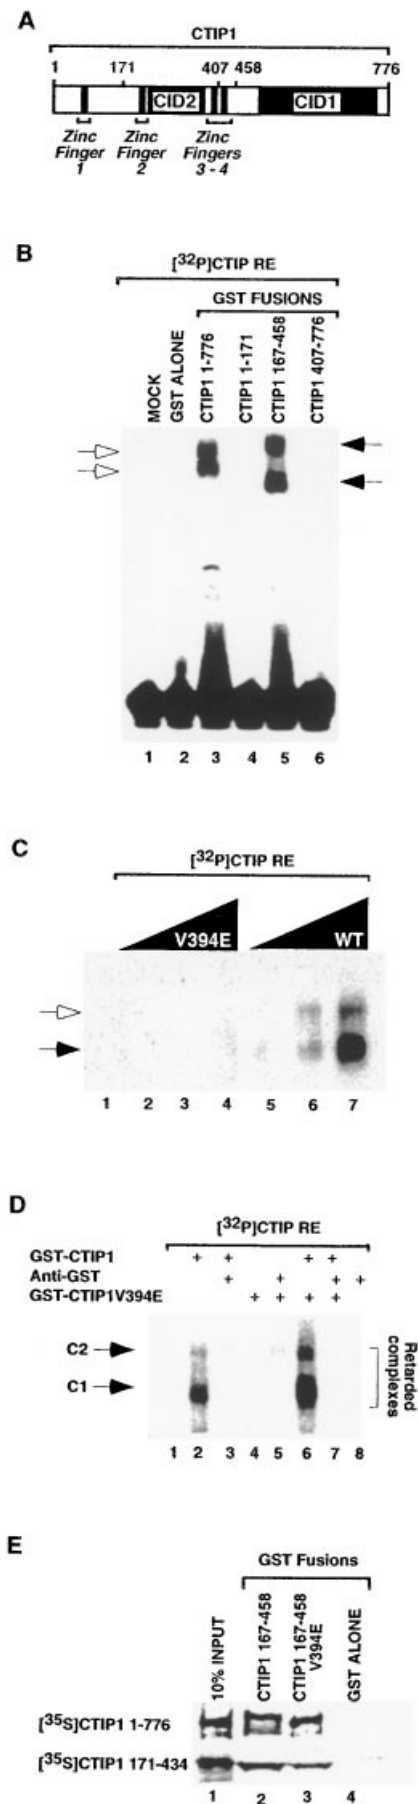 A
CTIP1
1 171 407 458 776
CID2 CID1
Zinc Finger 1
Zinc Finger 2
Zinc Fingers 3 - 4
B
[32P]CTIP RE
GST FUSIONS
MOCK
GST ALONE
CTIP1 1-776
CTIP1 1-171
CTIP1 167-458
CTIP1 407-776
1 2 3 4 5 6
C
[32P]CTIP RE
V394E WT
1 2 3 4 5 6 7
D
[32P]CTIP RE
GST-CTIP1 + + + +
Anti-GST + + + +
GST-CTIP1V394E + + + +
C2
C1
Retarded complexes
1 2 3 4 5 6 7 8
E
GST Fusions
10% INPUT
CTIP1 167-458
CTIP1 167-458 V394E
GST ALONE
[35S]CTIP1 1-776
[35S]CTIP1 171-434
1 2 3 4